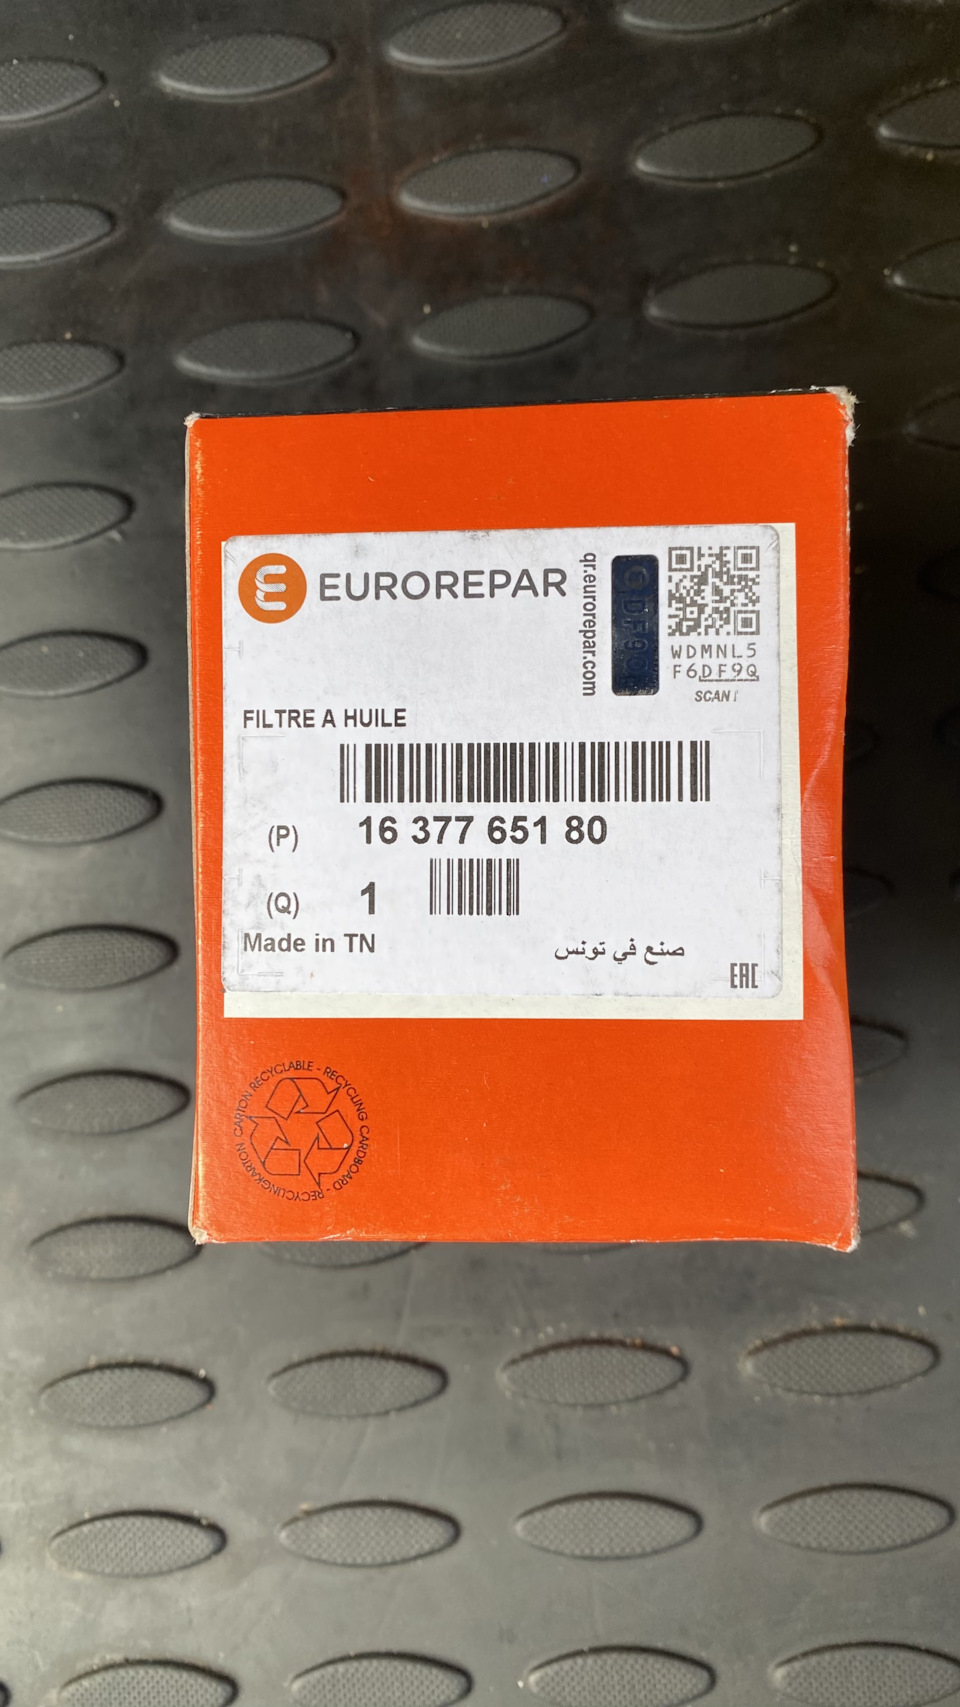 EUROREPAR
qr.eurorepar.com
WDMNL5
F6DF9Q
SCAN
FILTRE A HUILE
(P) 16 377 651 80
(Q) 1
Made in TN
صنع في تونس
EAC
CARTON RECYCLABLE - RECYCLING CARDBOARD - RECYCLINGKARTON